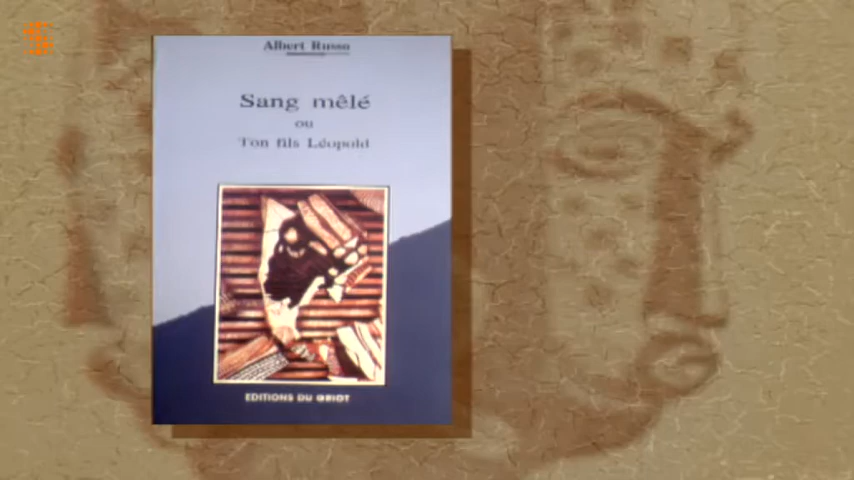 Albert Russo
Sang mêlé
ou
Ton fils Léopold
EDITIONS DU GRIOT